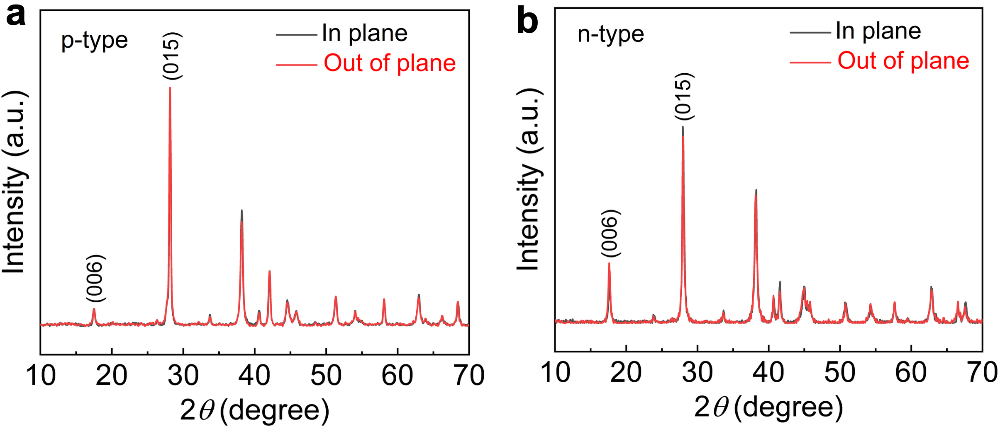 a
p-type
In plane
Out of plane
(015)
(006)
Intensity (a.u.)
10 20 30 40 50 60 70
2θ (degree)
b
n-type
In plane
Out of plane
(015)
(006)
Intensity (a.u.)
10 20 30 40 50 60 70
2θ (degree)